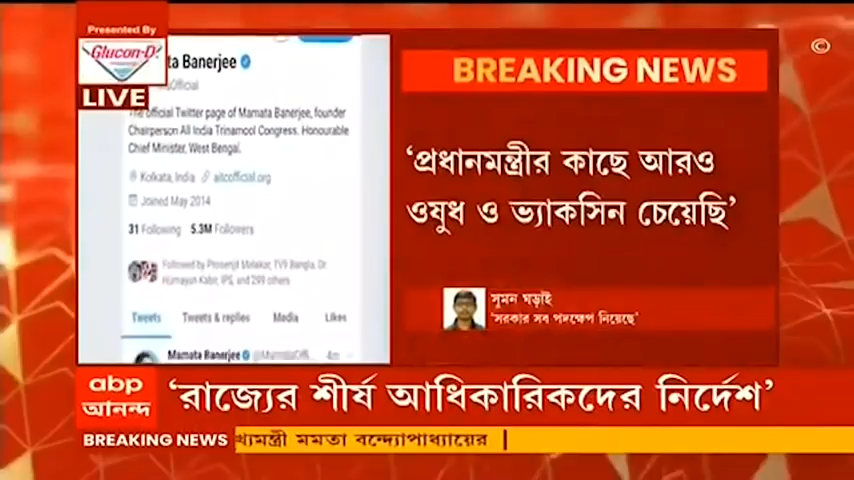 Presented By
Glucon-D
LIVE
ta Banerjee
Official
The official Twitter page of Mamata Banerjee, founder
Chairperson All India Trinamool Congress. Honourable
Chief Minister, West Bengal.
Kolkata, India aitcofficial.org
Joined May 2014
31 Following 5.3M Followers
Followed by Prosenjit Malakar, TV9 Bangla, Dr.
Humayun Kabir, IPS, and 299 others
Tweets Tweets & replies Media Likes
Mamata Banerjee @MamataOffi... 4m
©
BREAKING NEWS
‘প্রধানমন্ত্রীর কাছে আরও
ওষুধ ও ভ্যাকসিন চেয়েছি’
সুমন ঘড়াই
‘সরকার সব পদক্ষেপ নিয়েছে’
abp
আনন্দ
‘রাজ্যের শীর্ষ আধিকারিকদের নির্দেশ’
BREAKING NEWS
খ্যমন্ত্রী মমতা বন্দ্যোপাধ্যায়ের